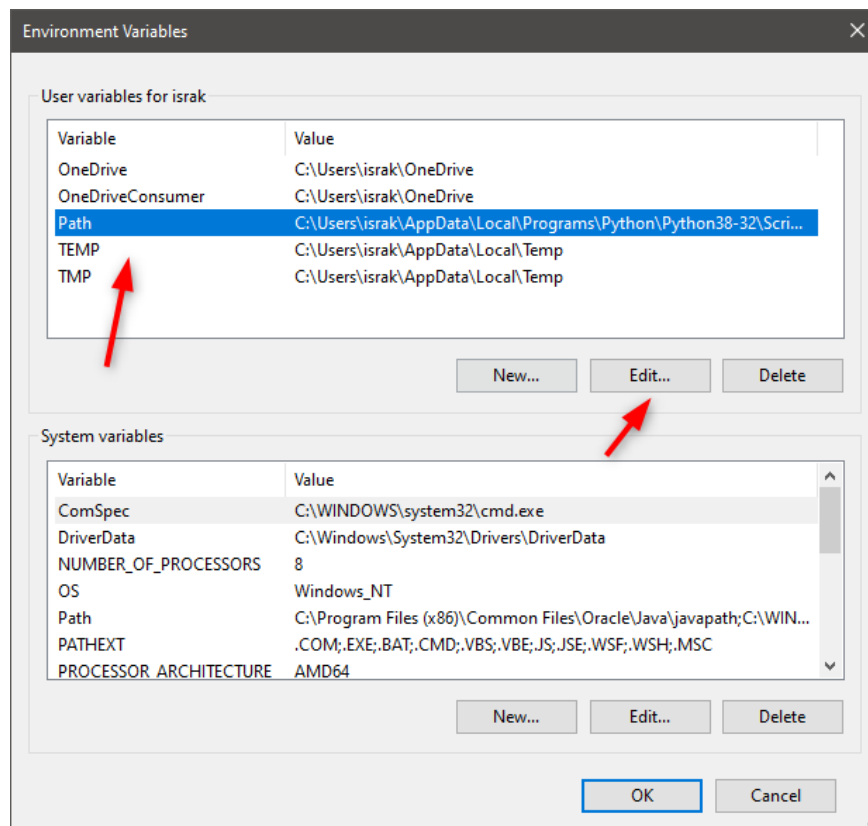 Environment Variables
User variables for israk
Variable Value
OneDrive C:\Users\israk\OneDrive
OneDriveConsumer C:\Users\israk\OneDrive
Path C:\Users\israk\AppData\Local\Programs\Python\Python38-32\Scri...
TEMP C:\Users\israk\AppData\Local\Temp
TMP C:\Users\israk\AppData\Local\Temp
New... Edit... Delete
System variables
Variable Value
ComSpec C:\WINDOWS\system32\cmd.exe
DriverData C:\Windows\System32\Drivers\DriverData
NUMBER_OF_PROCESSORS 8
OS Windows_NT
Path C:\Program Files (x86)\Common Files\Oracle\Java\javapath;C:\WIN...
PATHEXT .COM;.EXE;.BAT;.CMD;.VBS;.VBE;.JS;.JSE;.WSF;.WSH;.MSC
PROCESSOR_ARCHITECTURE AMD64
New... Edit... Delete
OK Cancel